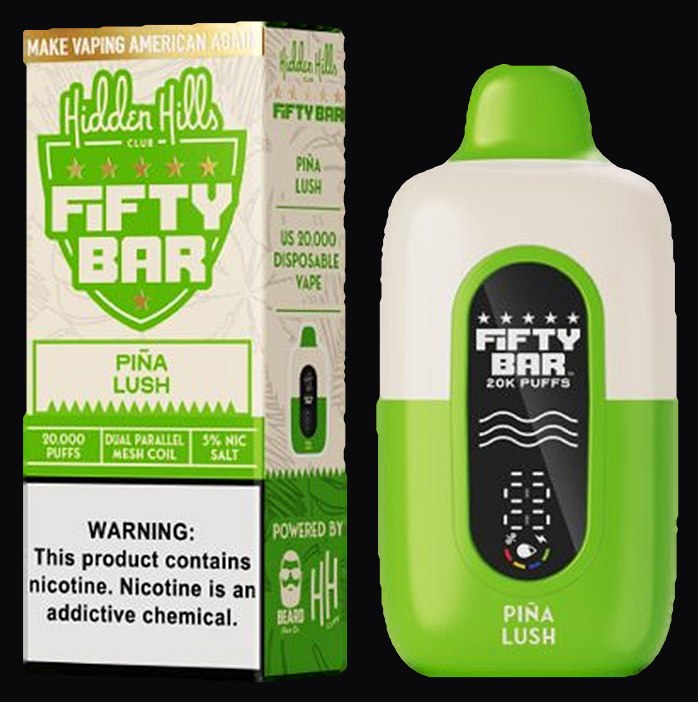 MAKE VAPING AMERICAN AGAIN
Hidden Hills
CLUB
FiFTY
BAR
PIÑA
LUSH
20,000
PUFFS
DUAL PARALLEL
MESH COIL
5% NIC
SALT
WARNING:
This product contains
nicotine. Nicotine is an
addictive chemical.
Hidden Hills
CLUB
FiFTY BAR
PIÑA
LUSH
US 20,000
DISPOSABLE
VAPE
POWERED BY
BEARD
HH
FiFTY
BAR
20K PUFFS
%
PIÑA
LUSH